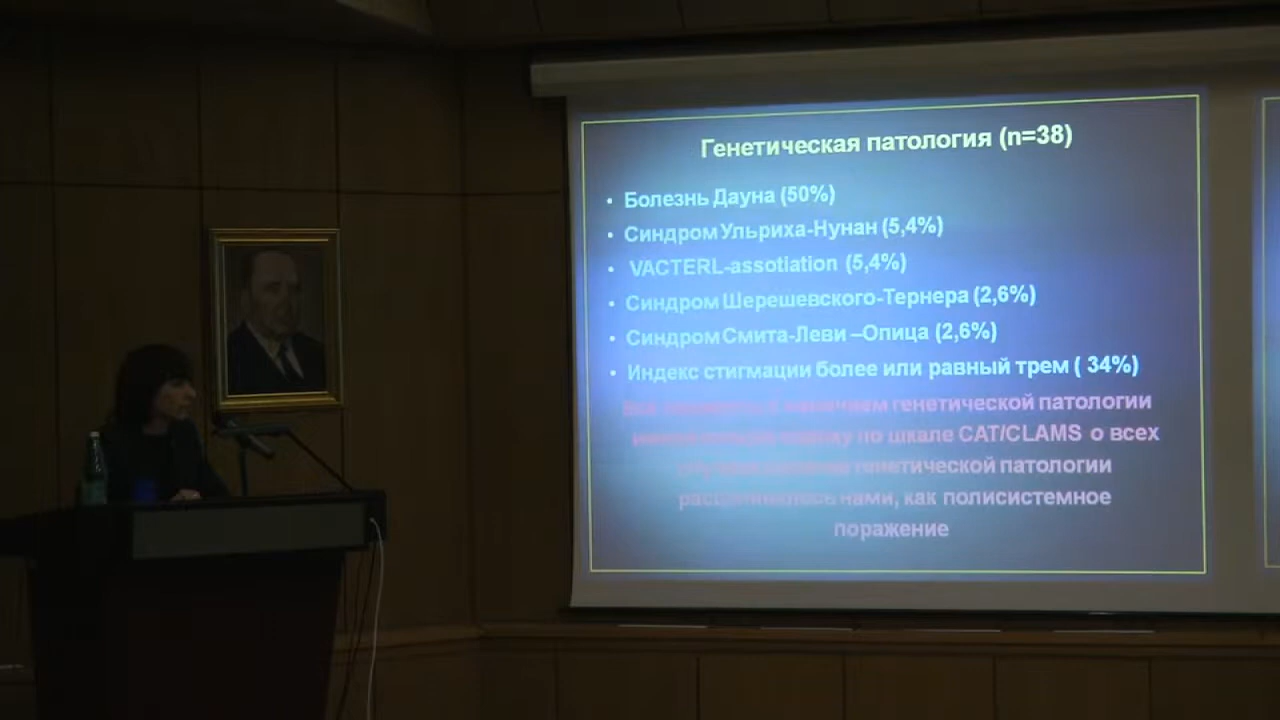 Генетическая патология (n=38)
• Болезнь Дауна (50%)
• Синдром Ульриха-Нунан (5,4%)
• VACTERL-assotiation (5,4%)
• Синдром Шерешевского-Тернера (2,6%)
• Синдром Смита-Леви –Опица (2,6%)
• Индекс стигмации более или равный трем ( 34%)
генетической патологии
по шкале CAT/CLAMS о всех
генетической патологии
нами, как полисистемное
поражение